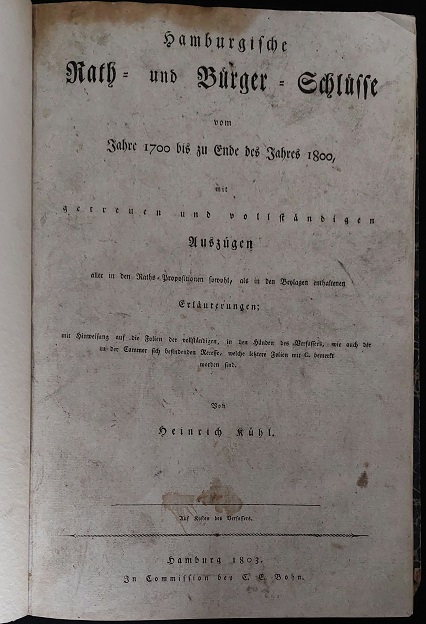 Hamburgische
Rath- und Bürger-Schlüsse
vom
Jahre 1700 bis zu Ende des Jahres 1800,
mit
getreuen und vollständigen
Auszügen
aller in den Raths-Propositionen sowohl, als in den Beylagen enthaltenen
Erläuterungen;
mit Hinweisung auf die Folien der vollständigen, in den Händen des Verfassers, wie auch der
in der Cammer sich befindenden Recesse, welche letztere Folien mit C. bemerkt
worden sind.
Von
Heinrich Kühl.
Auf Kosten des Verfassers.
Hamburg 1803.
In Commission bey C. E. Bohn.